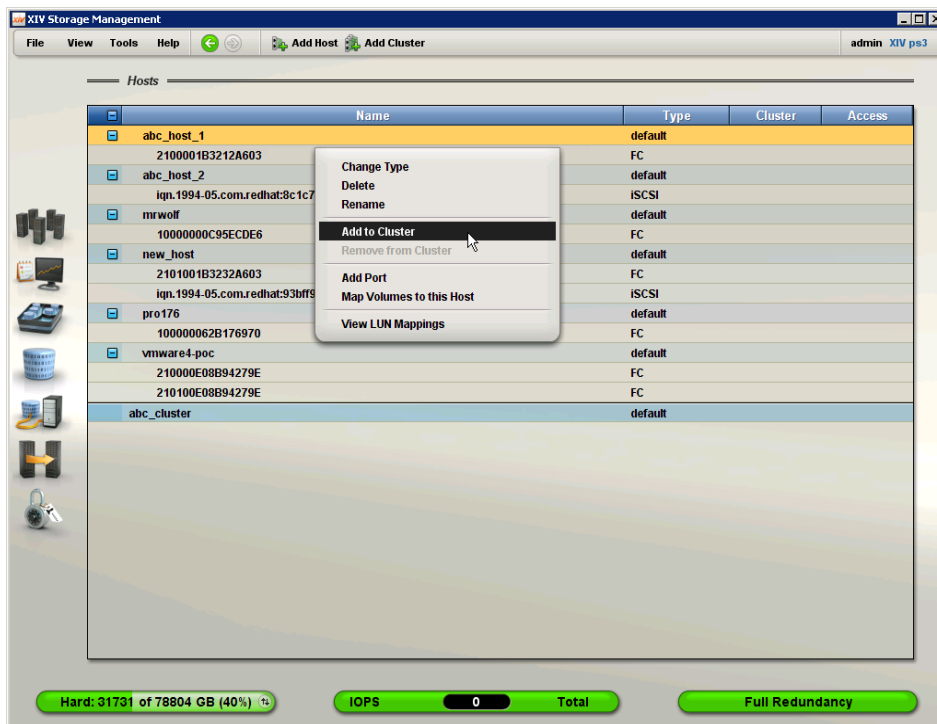 XIV Storage Management
File View Tools Help Add Host Add Cluster admin XIV ps3
Hosts
Name Type Cluster Access
abc_host_1 default
2100001B3212A603 FC
abc_host_2 default
iqn.1994-05.com.redhat:8c1c7 iSCSI
mrwolf default
10000000C95ECDE6 FC
new_host default
2101001B3232A603 FC
iqn.1994-05.com.redhat:93bff9 iSCSI
pro176 default
100000062B176970 FC
vmware4-poc default
210000E08B94279E FC
210100E08B94279E FC
abc_cluster default
Change Type
Delete
Rename
Add to Cluster
Remove from Cluster
Add Port
Map Volumes to this Host
View LUN Mappings
Hard: 31731 of 78804 GB (40%) IOPS 0 Total Full Redundancy